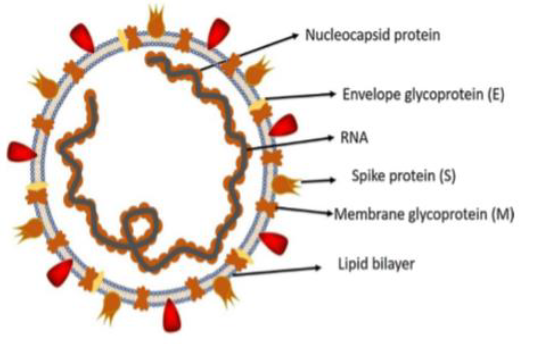 Nucleocapsid protein
Envelope glycoprotein (E)
RNA
Spike protein (S)
Membrane glycoprotein (M)
Lipid bilayer